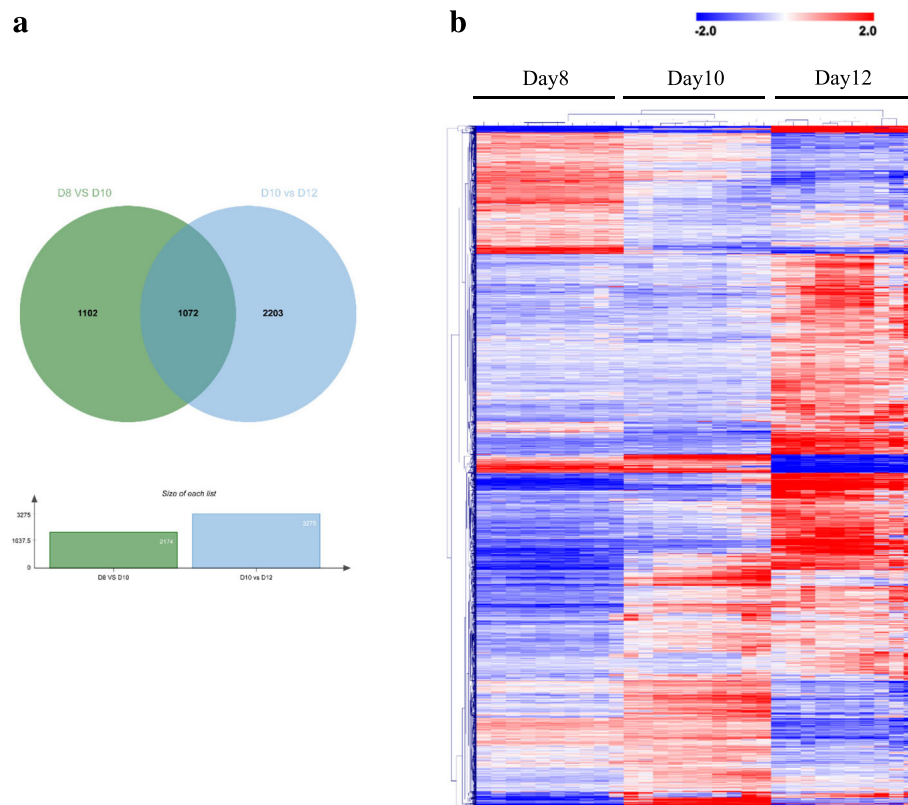 a
D8 VS D10
D10 vs D12
1102
1072
2203
Size of each list
3275
1637.5
0
2174
3275
D8 VS D10
D10 vs D12
b
-2.0
2.0
Day8
Day10
Day12